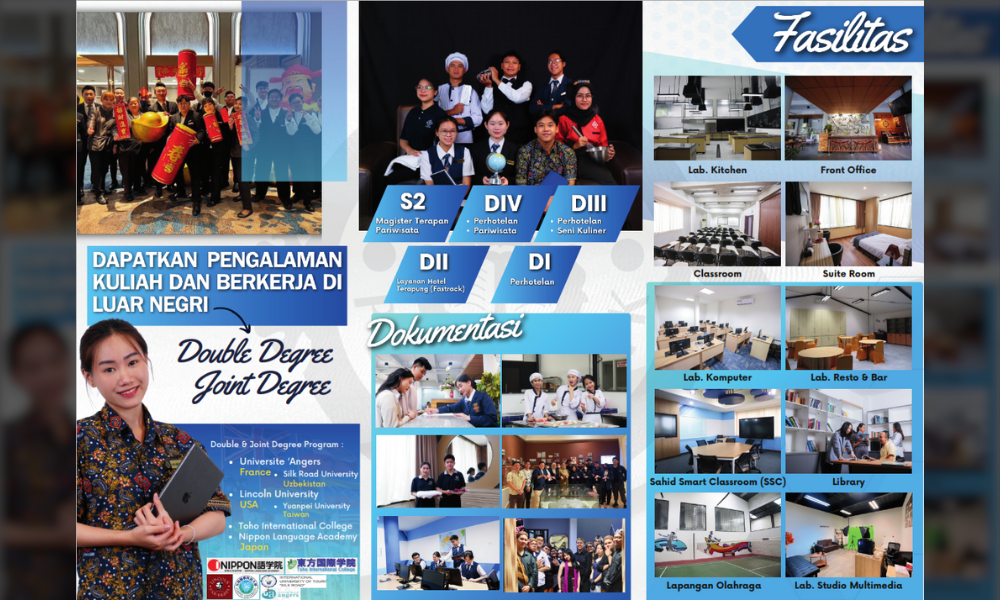 DAPATKAN PENGALAMAN
KULIAH DAN BERKERJA DI
LUAR NEGRI
Double Degree
Joint Degree
Double & Joint Degree Program :
• Universite 'Angers
France
• Silk Road University
Uzbekistan
• Lincoln University
USA
• Yuanpei University
Taiwan
• Toho International College
• Nippon Language Academy
Japan
NIPPON語学院
東方国際学院
Toho International College
S2
Magister Terapan
Pariwisata
DIV
• Perhotelan
• Pariwisata
DIII
• Perhotelan
• Seni Kuliner
DII
Layanan Hotel
Terapung (Fastrack)
DI
Perhotelan
Dokumentasi
Fasilitas
Lab. Kitchen
Front Office
Classroom
Suite Room
Lab. Komputer
Lab. Resto & Bar
Sahid Smart Classroom (SSC)
Library
Lapangan Olahraga
Lab. Studio Multimedia